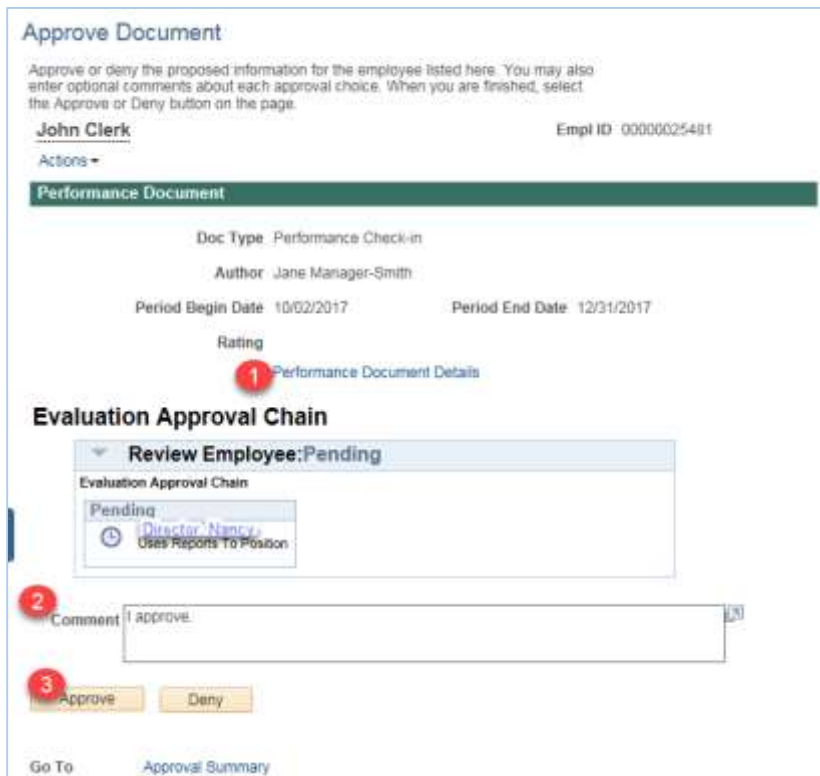 Approve Document
Approve or deny the proposed information for the employee listed here. You may also
enter optional comments about each approval choice. When you are finished, select
the Approve or Deny button on the page.
John Clerk Empl ID 00000025481
Actions
Performance Document
Doc Type Performance Check-in
Author Jane Manager-Smith
Period Begin Date 10/02/2017 Period End Date 12/31/2017
Rating
1 Performance Document Details
Evaluation Approval Chain
Review Employee:Pending
Evaluation Approval Chain
Pending
Director, Nancy
Uses Reports To Position
2
Comment I approve.
3
Approve Deny
Go To Approval Summary